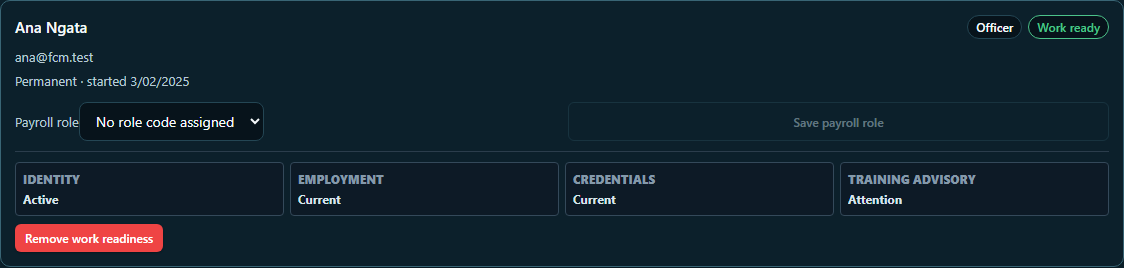 Ana Ngata
Officer
Work ready
ana@fcm.test
Permanent · started 3/02/2025
Payroll role
No role code assigned
Save payroll role
IDENTITY
Active
EMPLOYMENT
Current
CREDENTIALS
Current
TRAINING ADVISORY
Attention
Remove work readiness